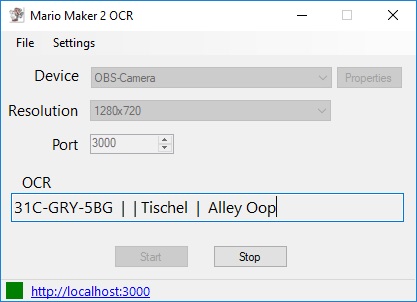 Mario Maker 2 OCR
File Settings
Device OBS-Camera Properties
Resolution 1280x720
Port 3000
OCR
31C-GRY-5BG | | Tischel | Alley Oop
Start Stop
http://localhost:3000